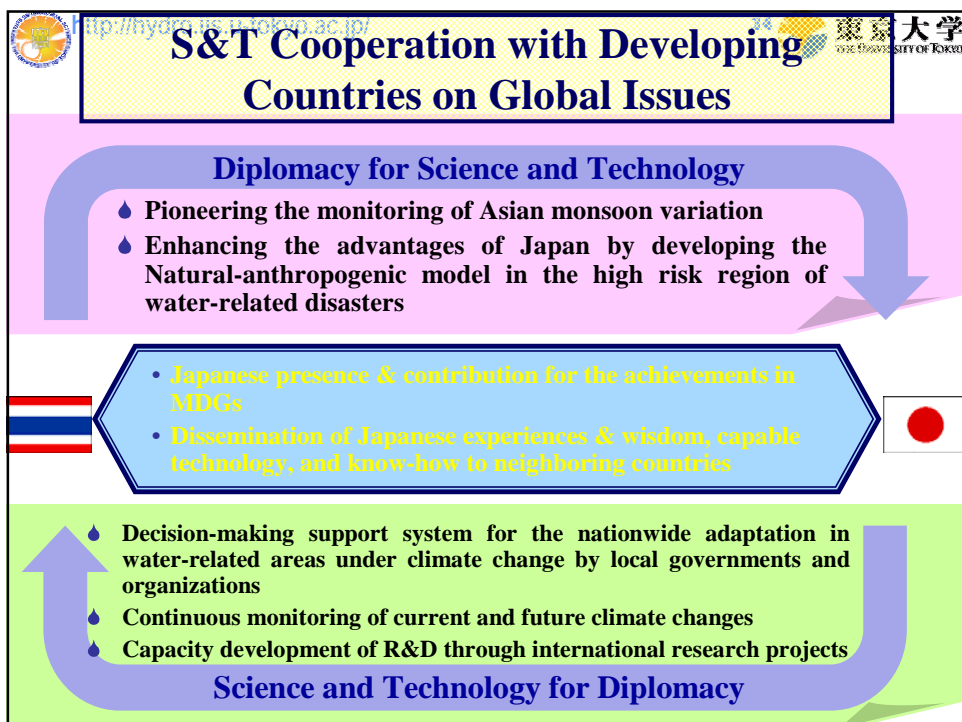 http://hydro.iis.u-tokyo.ac.jp/
34
東京大学
THE UNIVERSITY OF TOKYO
S&T Cooperation with Developing
Countries on Global Issues
Diplomacy for Science and Technology
Pioneering the monitoring of Asian monsoon variation
Enhancing the advantages of Japan by developing the
Natural-anthropogenic model in the high risk region of
water-related disasters
• Japanese presence & contribution for the achievements in
MDGs
• Dissemination of Japanese experiences & wisdom, capable
technology, and know-how to neighboring countries
Decision-making support system for the nationwide adaptation in
water-related areas under climate change by local governments and
organizations
Continuous monitoring of current and future climate changes
Capacity development of R&D through international research projects
Science and Technology for Diplomacy